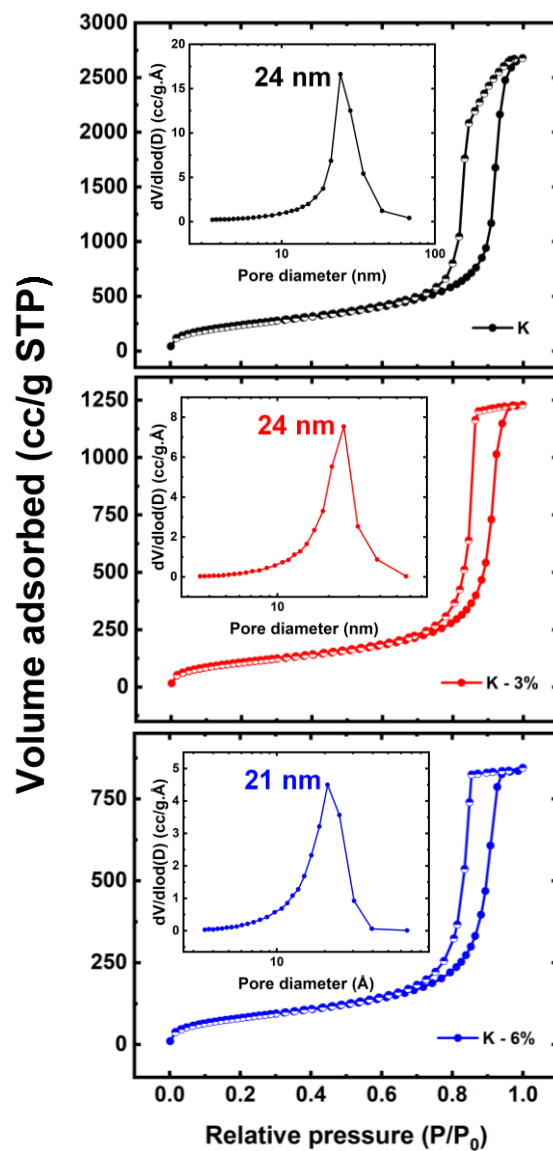 Volume adsorbed (cc/g STP)
3000
2500
2000
1500
1000
500
0
20
15
10
5
0
dV/dlod(D) (cc/g.Å)
24 nm
10
100
Pore diameter (nm)
K
1250
1000
750
500
250
0
8
6
4
2
0
dV/dlod(D) (cc/g.Å)
24 nm
10
Pore diameter (nm)
K - 3%
750
500
250
0
5
4
3
2
1
0
dV/dlod(D) (cc/g.Å)
21 nm
10
Pore diameter (Å)
K - 6%
0.0 0.2 0.4 0.6 0.8 1.0
Relative pressure (P/P₀)